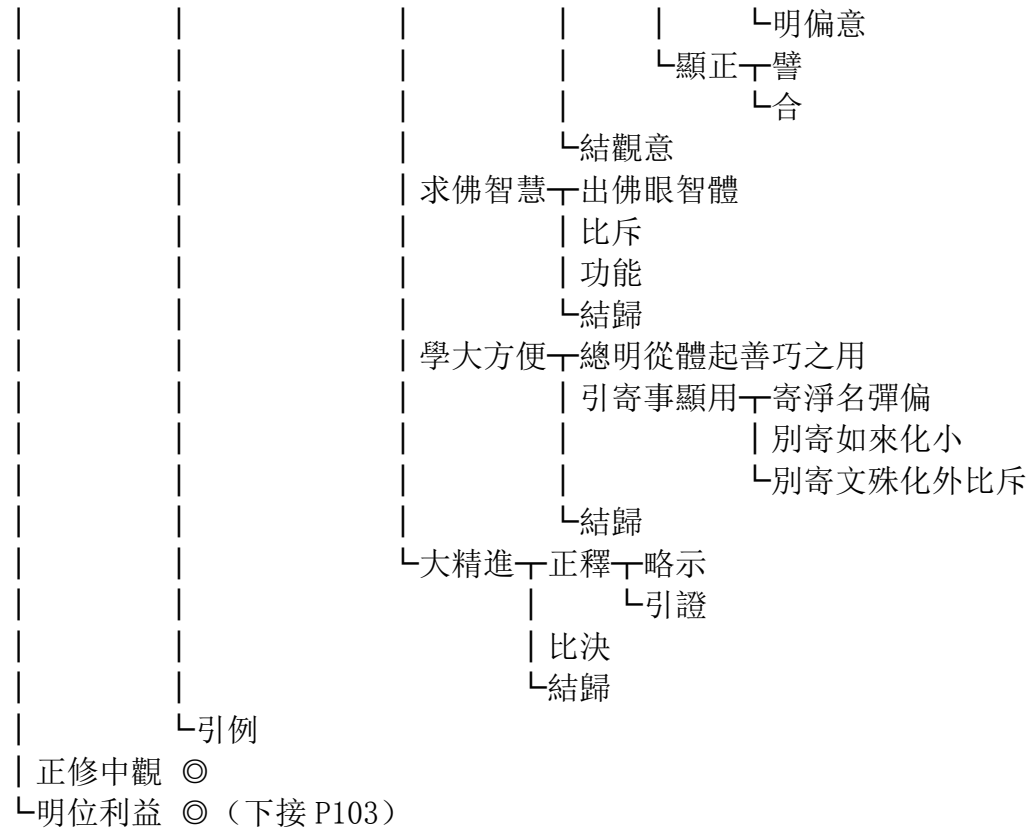 明偏意
顯正 譬
合
結觀意
求佛智慧 出佛眼智體
比斥
功能
結歸
學大方便 總明從體起善巧之用
引寄事顯用 寄淨名彈偏
別寄如來化小
別寄文殊化外比斥
結歸
大精進 正釋 略示
引證
比決
結歸
引例
正修中觀 ◎
明位利益 ◎（下接 P103）